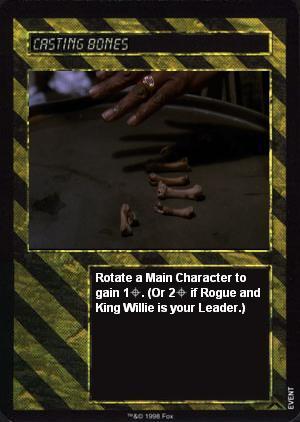 CASTING BONES
Rotate a Main Character to
gain 1⌖. (Or 2⌖ if Rogue and
King Willie is your Leader.)
EVENT
™&© 1998 Fox